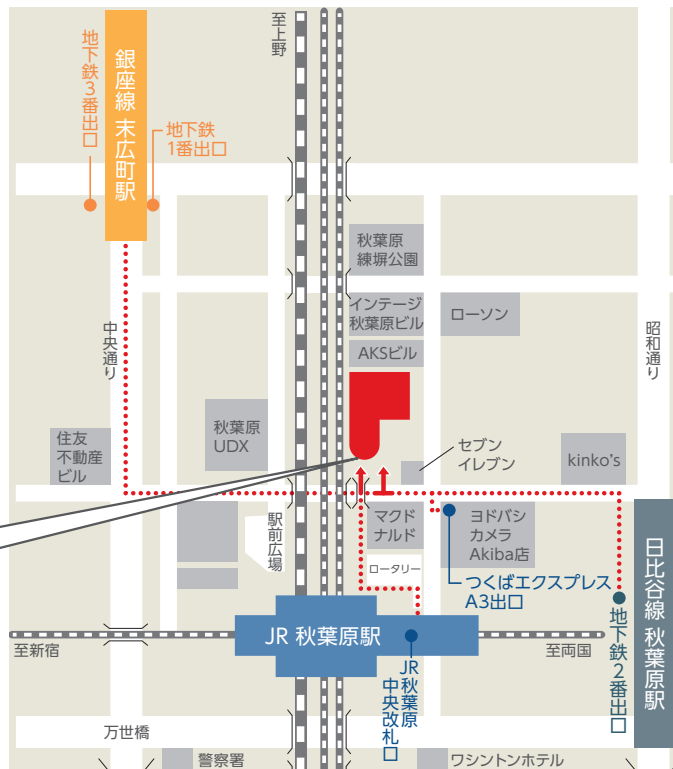 至上野
地下鉄3番出口
銀座線 末広町駅
地下鉄
1番出口
秋葉原
練塀公園
インテージ
秋葉原ビル
ローソン
AKSビル
中央通り
昭和通り
秋葉原
UDX
住友
不動産
ビル
セブン
イレブン
kinko's
マクド
ナルド
ヨドバシ
カメラ
Akiba店
駅前広場
ロータリー
つくばエクスプレス
A3出口
日比谷線 秋葉原駅
地下鉄2番出口
JR 秋葉原駅
至新宿
至両国
JR秋葉原
中央改札口
万世橋
警察署
ワシントンホテル